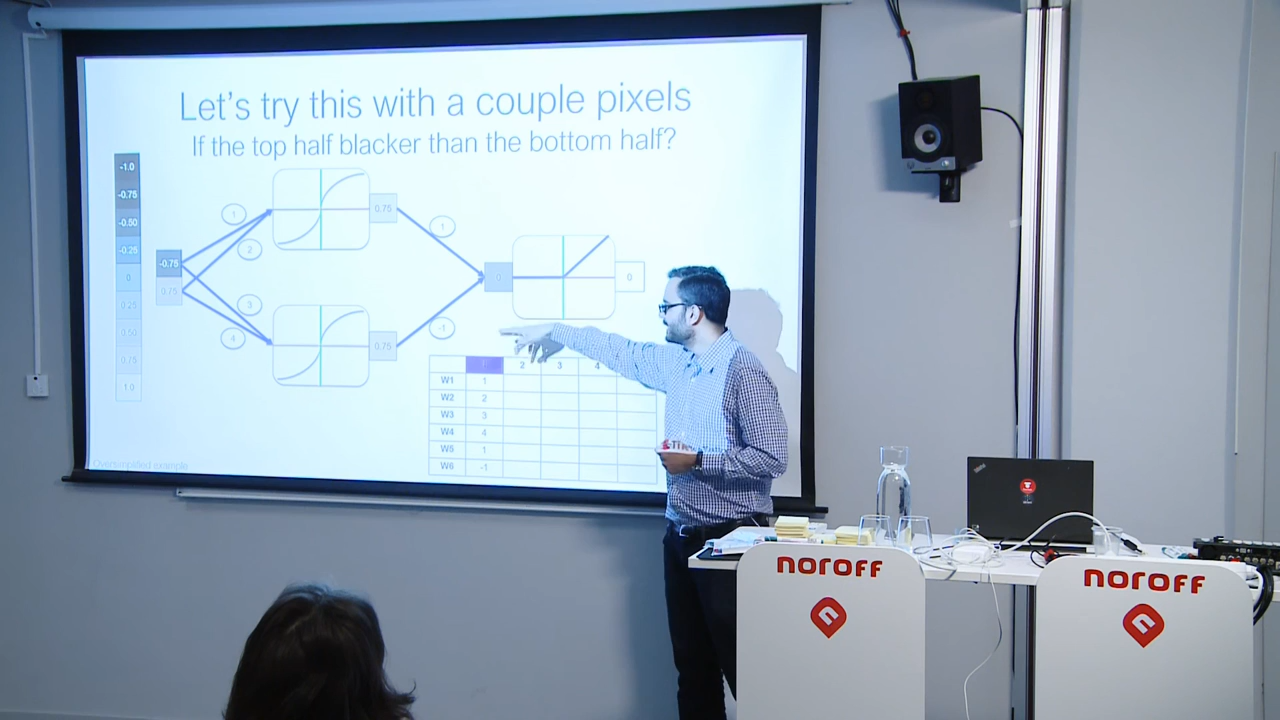 Let's try this with a couple pixels
If the top half blacker than the bottom half?
-1.0
-0.75
-0.50
-0.25
0
0.25
0.50
0.75
1.0
-0.75
0.75
1
2
3
4
0.75
0.75
1
-1
0
0
1 2 3 4
W1 1
W2 2
W3 3
W4 4
W5 1
W6 -1
Oversimplified example
noroff
noroff